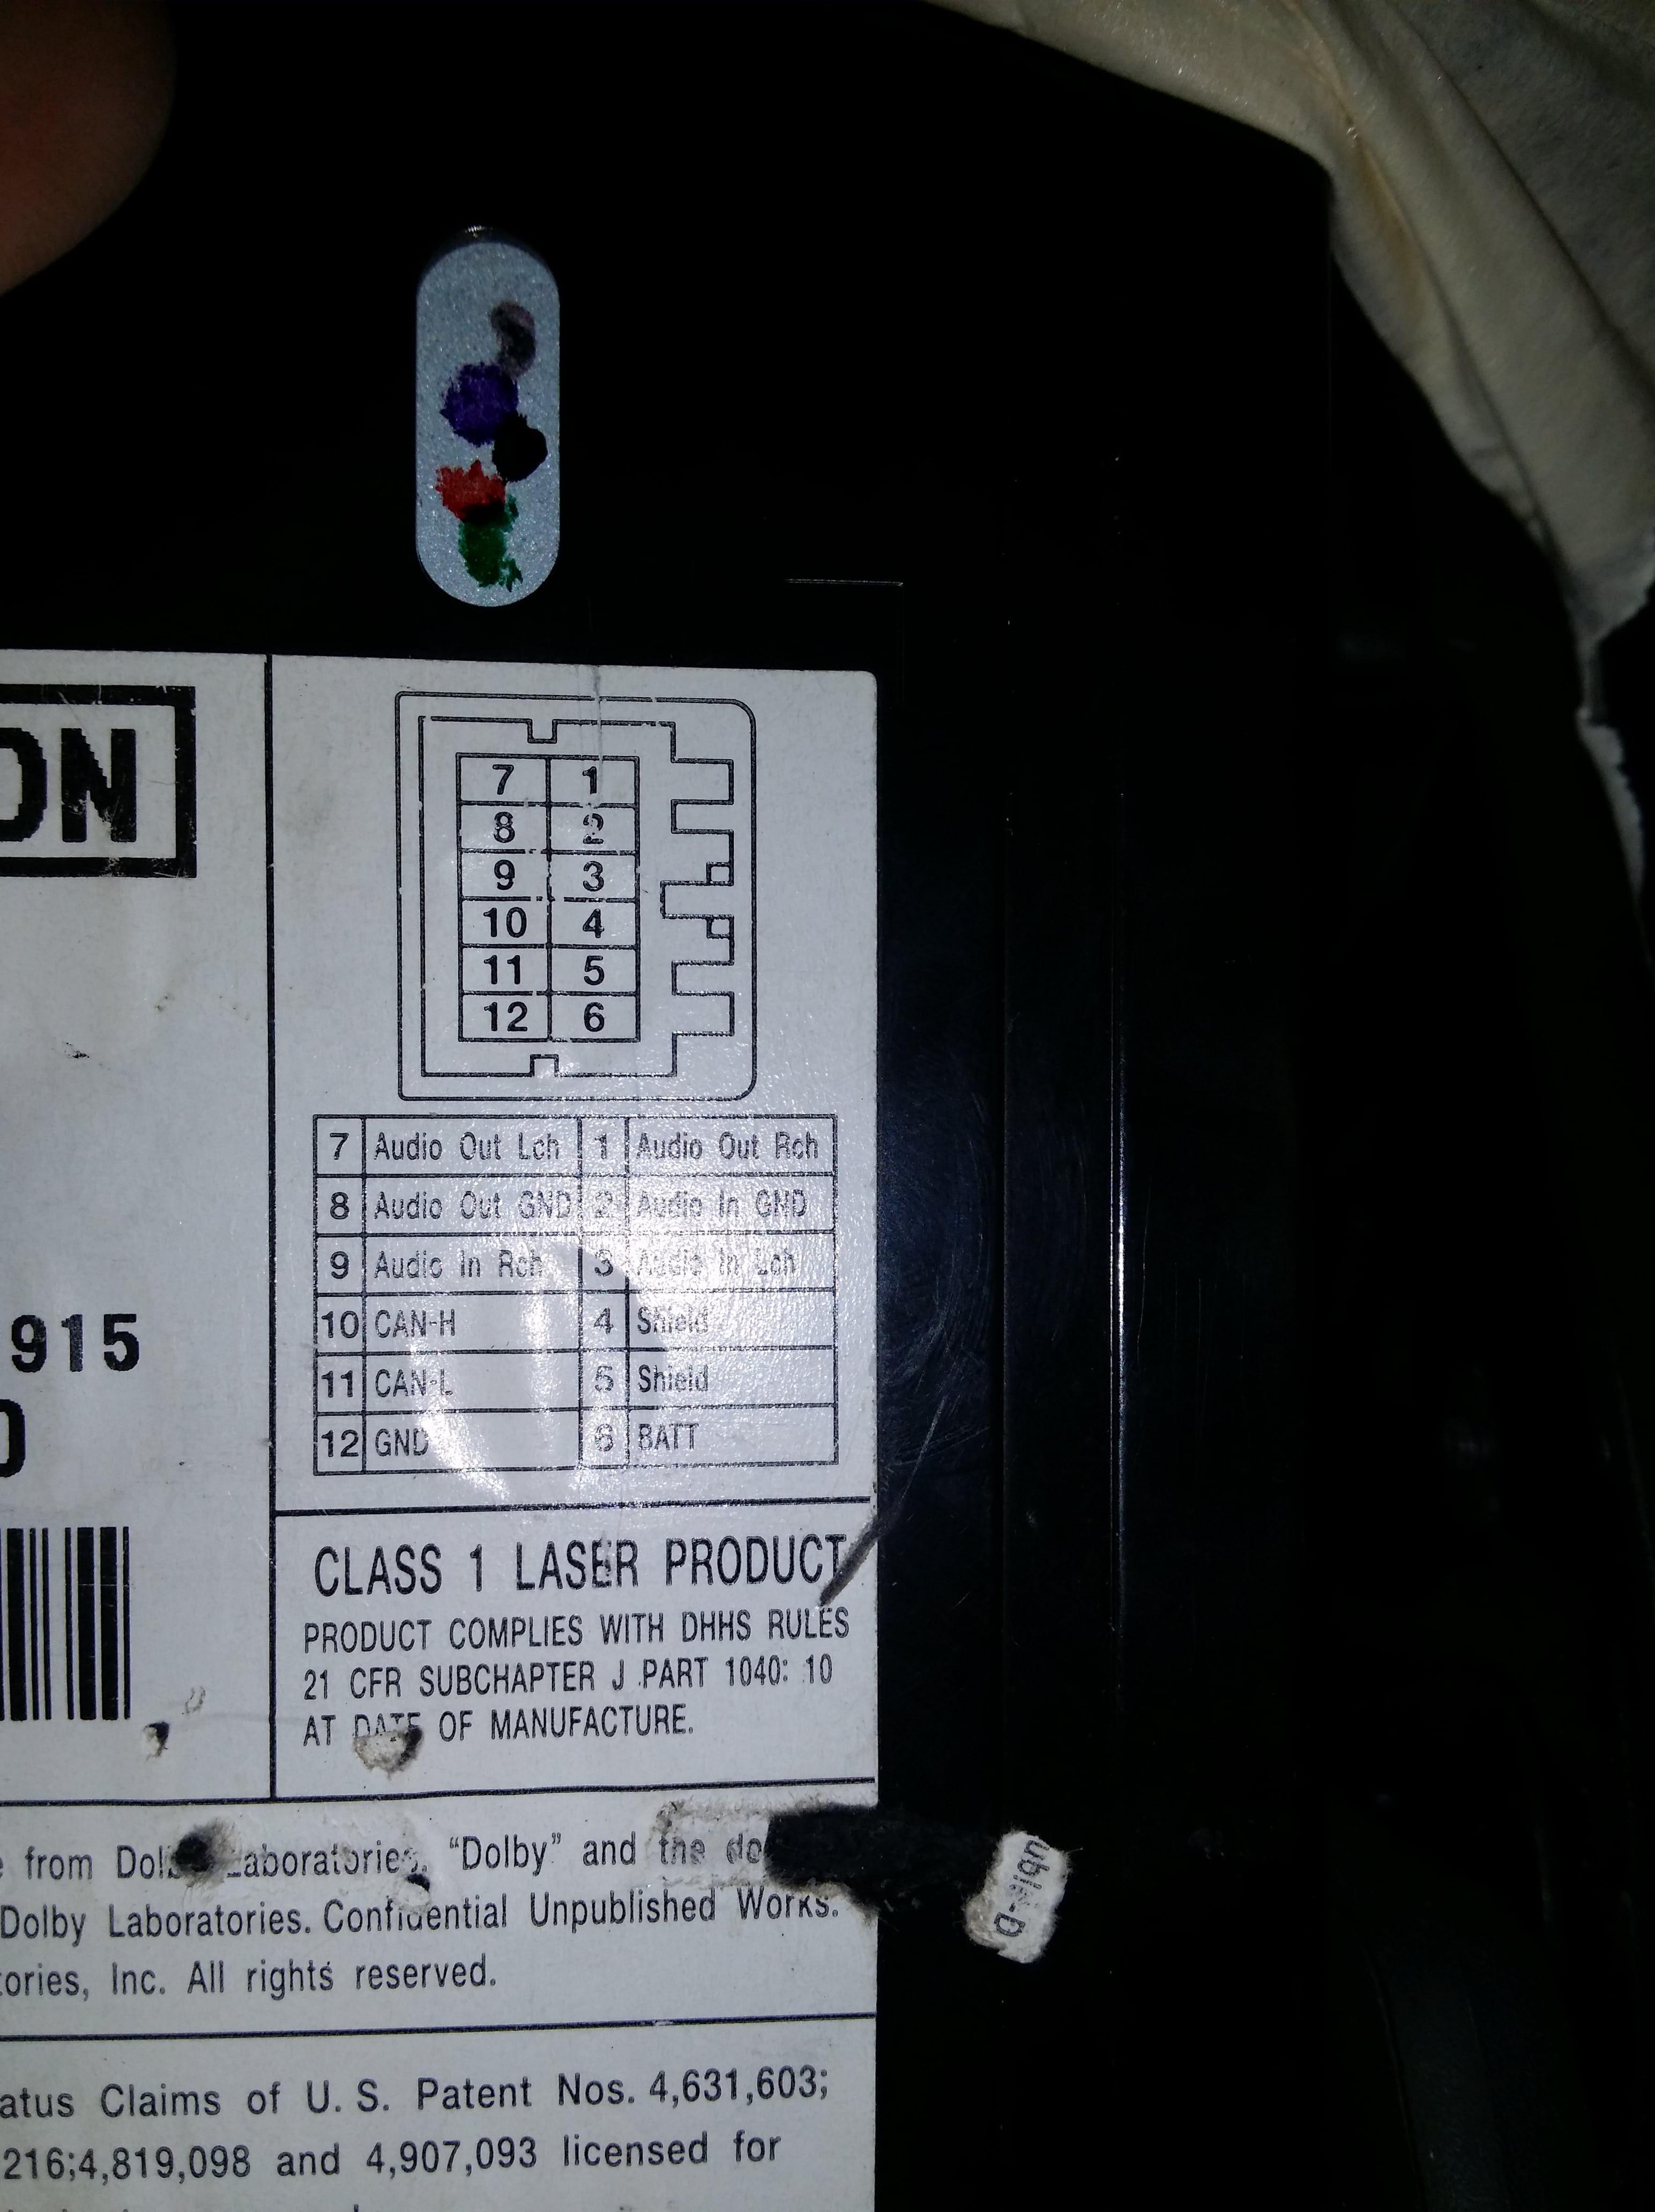 ON
7 1
8 2
9 3
10 4
11 5
12 6
7 Audio Out Lch 1 Audio Out Rch
8 Audio Out GND 2 Audio In GND
9 Audio In Rch 3 Audio In Lch
10 CAN-H 4 Shield
11 CAN-L 5 Shield
12 GND 6 BATT
915
CLASS 1 LASER PRODUCT
PRODUCT COMPLIES WITH DHHS RULES
21 CFR SUBCHAPTER J PART 1040: 10
AT DATE OF MANUFACTURE.
from Dolby Laboratories. “Dolby” and the do
Dolby Laboratories. Confidential Unpublished Works.
tories, Inc. All rights reserved.
atus Claims of U. S. Patent Nos. 4,631,603;
216;4,819,098 and 4,907,093 licensed for